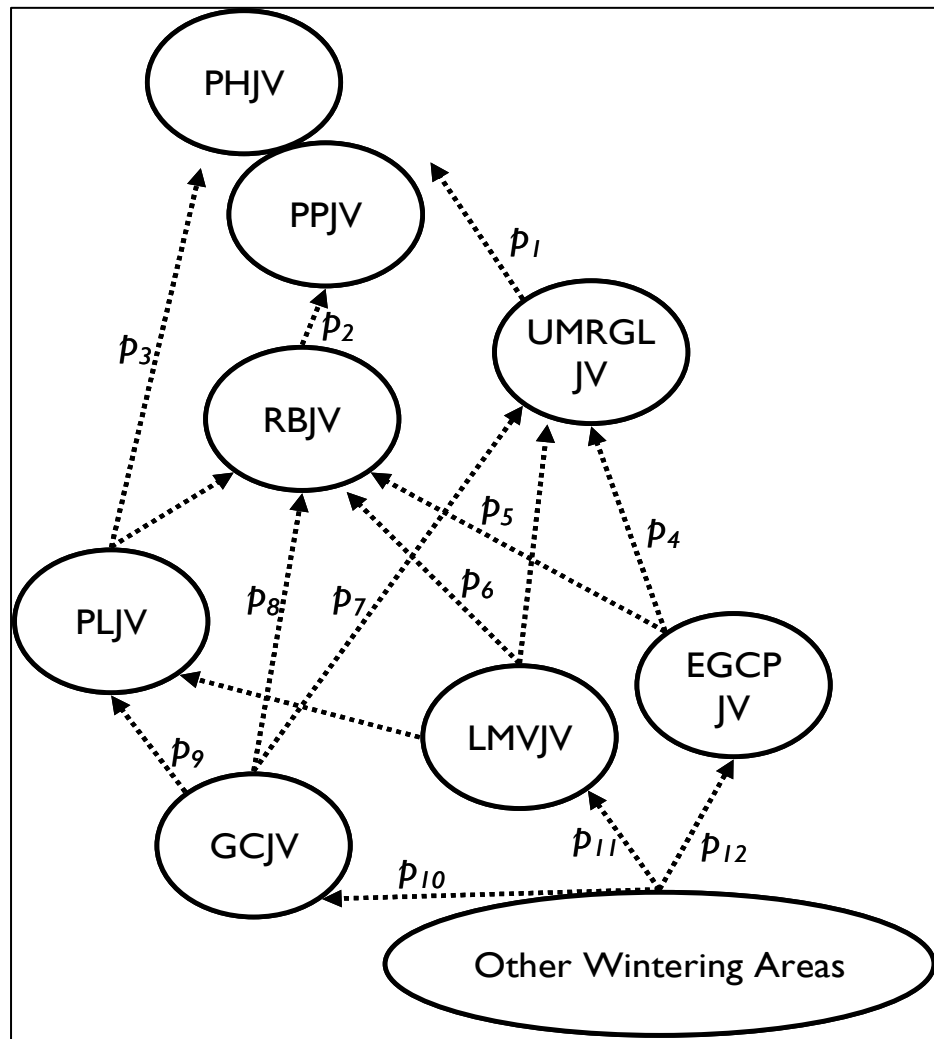 PHJV
PPJV
p1
p2
UMRGL
JV
p3
RBJV
p5
p4
p8
p7
p6
PLJV
EGCP
JV
LMVJV
p9
GCJV
p11
p12
p10
Other Wintering Areas